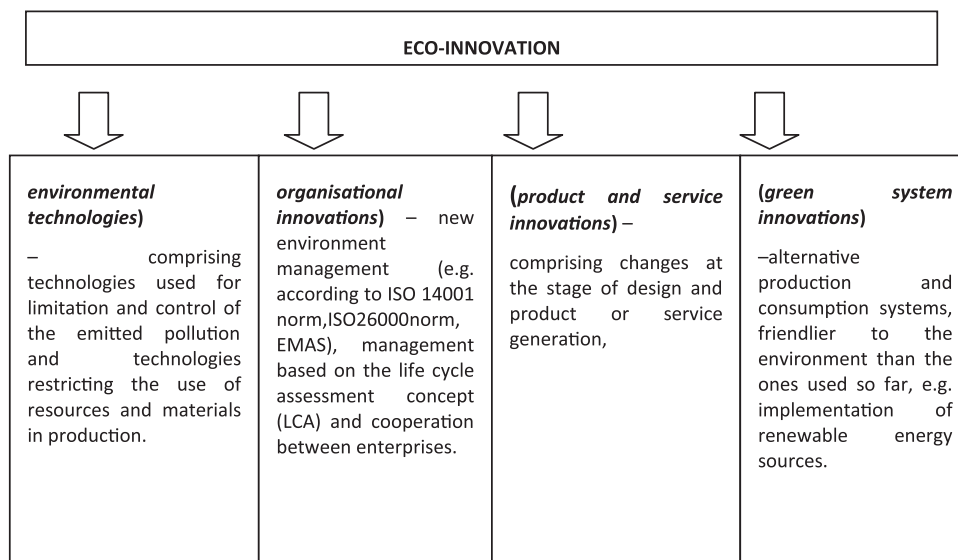 ECO-INNOVATION
environmental
technologies)
– comprising
technologies used for
limitation and control of
the emitted pollution
and technologies
restricting the use of
resources and materials
in production.
organisational
innovations) – new
environment
management (e.g.
according to ISO 14001
norm,ISO26000norm,
EMAS), management
based on the life cycle
assessment concept
(LCA) and cooperation
between enterprises.
(product and service
innovations) –
comprising changes at
the stage of design and
product or service
generation,
(green system
innovations)
–alternative
production and
consumption systems,
friendlier to the
environment than the
ones used so far, e.g.
implementation of
renewable energy
sources.